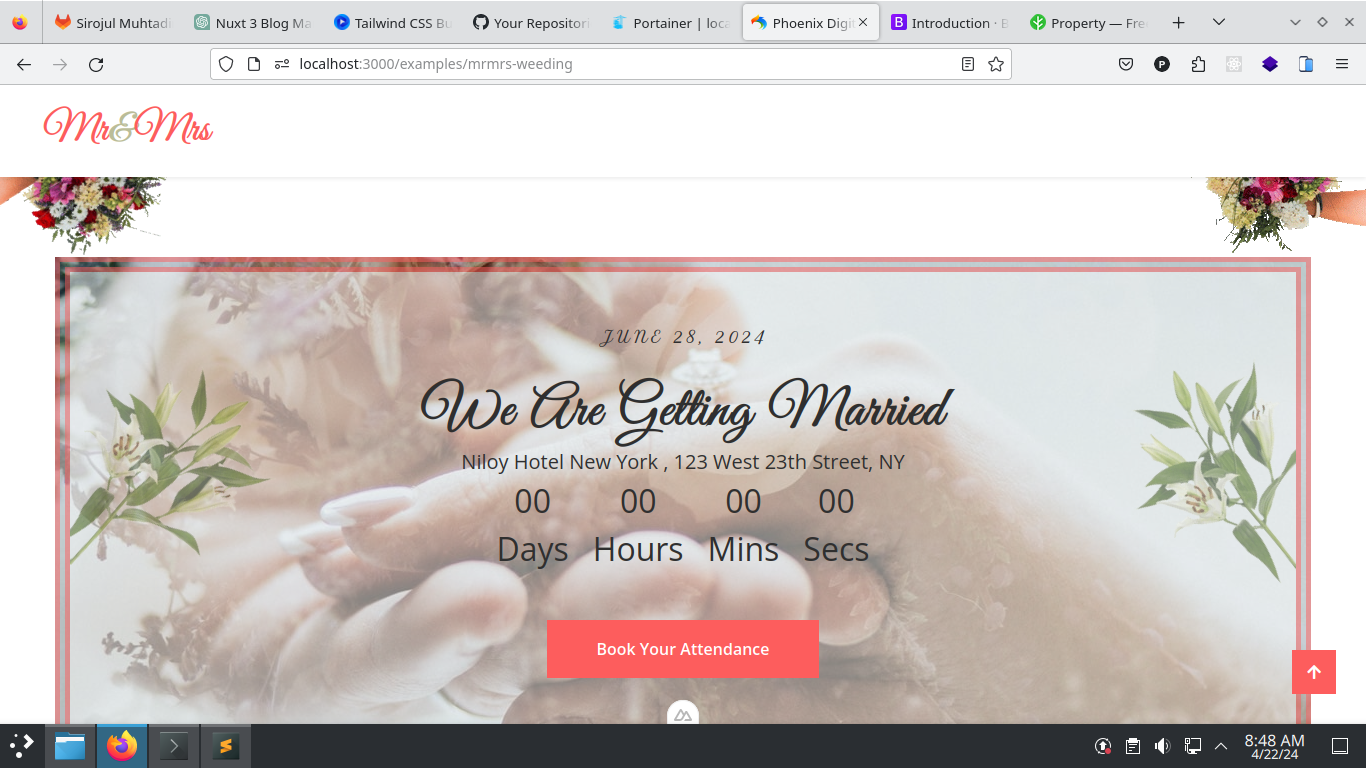 Sirojul Muhtadi
Nuxt 3 Blog Ma
Tailwind CSS Bu
Your Repositori
Portainer | loca
Phoenix Digit
Introduction · B
Property — Free
localhost:3000/examples/mrmrs-weeding
P
B
Mr&Mrs
JUNE 28, 2024
We Are Getting Married
Niloy Hotel New York , 123 West 23th Street, NY
00 00 00 00
Days Hours Mins Secs
Book Your Attendance
8:48 AM
4/22/24